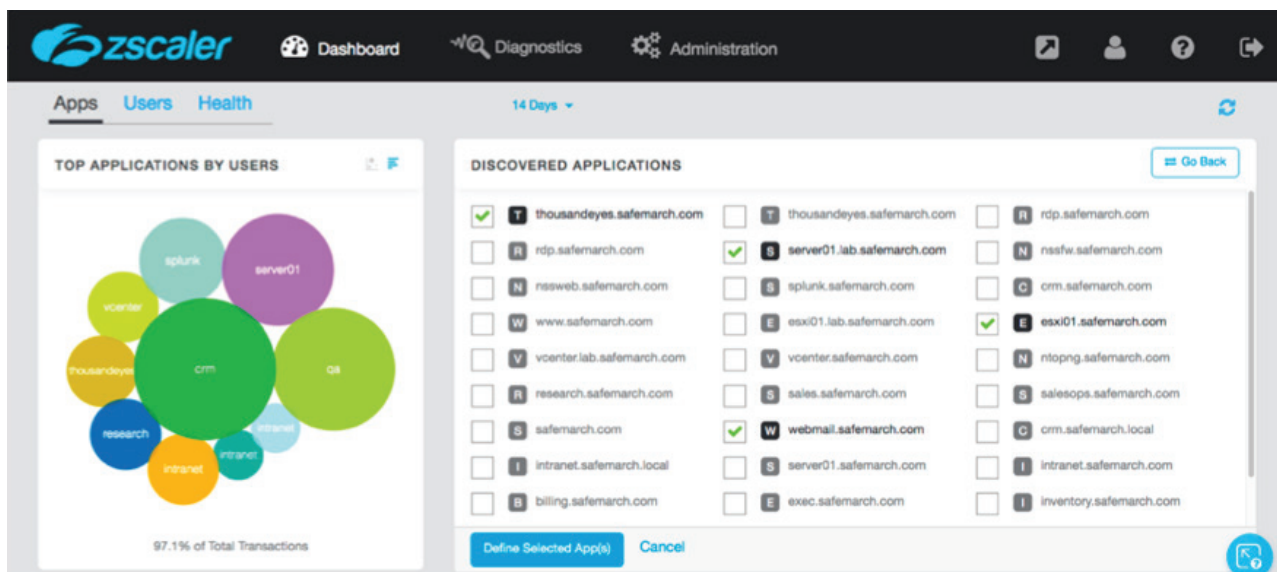 zscaler Dashboard Diagnostics Administration
Apps Users Health 14 Days
TOP APPLICATIONS BY USERS
splunk
server01
vcenter
thousandeyes
crm
qa
research
intranet
intranet
intranet
97.1% of Total Transactions
DISCOVERED APPLICATIONS Go Back
T thousandeyes.safemarch.com T thousandeyes.safemarch.com R rdp.safemarch.com
R rdp.safemarch.com S server01.lab.safemarch.com N nssfw.safemarch.com
N nssweb.safemarch.com S splunk.safemarch.com C crm.safemarch.com
W www.safemarch.com E esxi01.lab.safemarch.com E esxi01.safemarch.com
V vcenter.lab.safemarch.com V vcenter.safemarch.com N ntopng.safemarch.com
R research.safemarch.com S sales.safemarch.com S salesops.safemarch.com
S safemarch.com W webmail.safemarch.com C crm.safemarch.local
I intranet.safemarch.local S server01.safemarch.com I intranet.safemarch.com
B billing.safemarch.com E exec.safemarch.com I inventory.safemarch.com
Define Selected App(s) Cancel